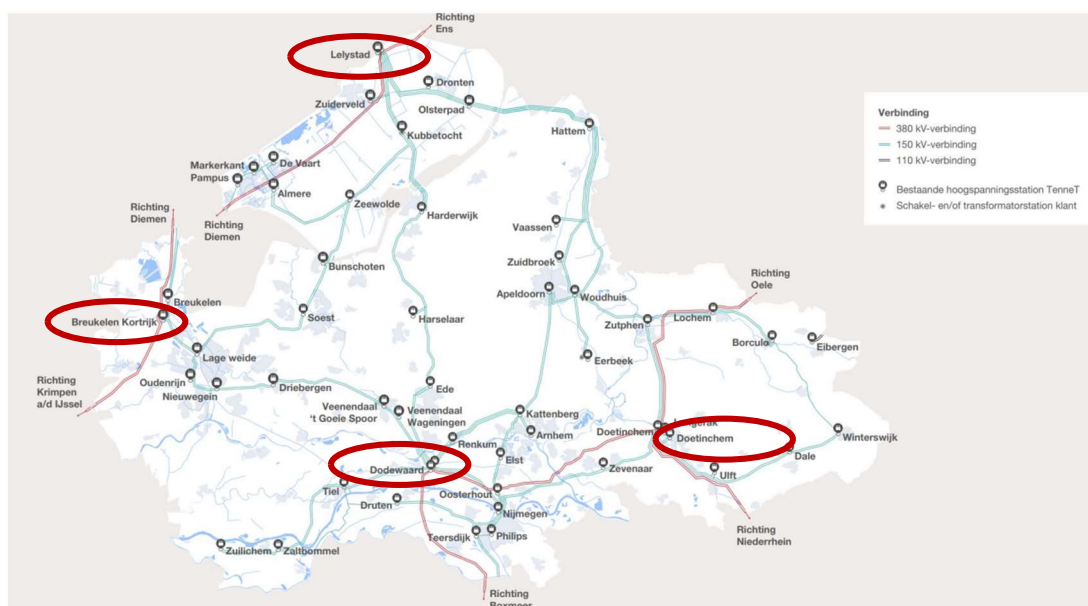 Richting
Ens
Lelystad
Dronten
Zuiderveld
Olsterpad
Hattem
Kubbetocht
Markerkant
De Vaart
Pampus
Almere
Zeewolde
Harderwijk
Richting
Diemen
Richting
Diemen
Vaassen
Bunschoten
Zuidbroek
Apeldoorn
Woudhuis
Richting
Oele
Breukelen
Breukelen Kortrijk
Soest
Harselaar
Zutphen
Lochem
Borculo
Eibergen
Lage weide
Eerbeek
Oudenrijn
Nieuwegein
Driebergen
Ede
Richting
Krimpen
a/d IJssel
Veenendaal
't Goeie Spoor
Veenendaal
Wageningen
Kattenberg
Arnhem
Renkum
Doetinchem
Doetinchem
Winterswijk
Dale
Dodewaard
Elst
Zevenaar
Ulft
Tiel
Druten
Oosterhout
Nijmegen
Richting
Niederrhein
Teersdijk
Philips
Zuilichem
Zaltbommel
Richting
Boxmeer
Verbinding
380 kV-verbinding
150 kV-verbinding
110 kV-verbinding
Bestaande hoogspanningsstation TenneT
Schakel- en/of transformatorstation klant